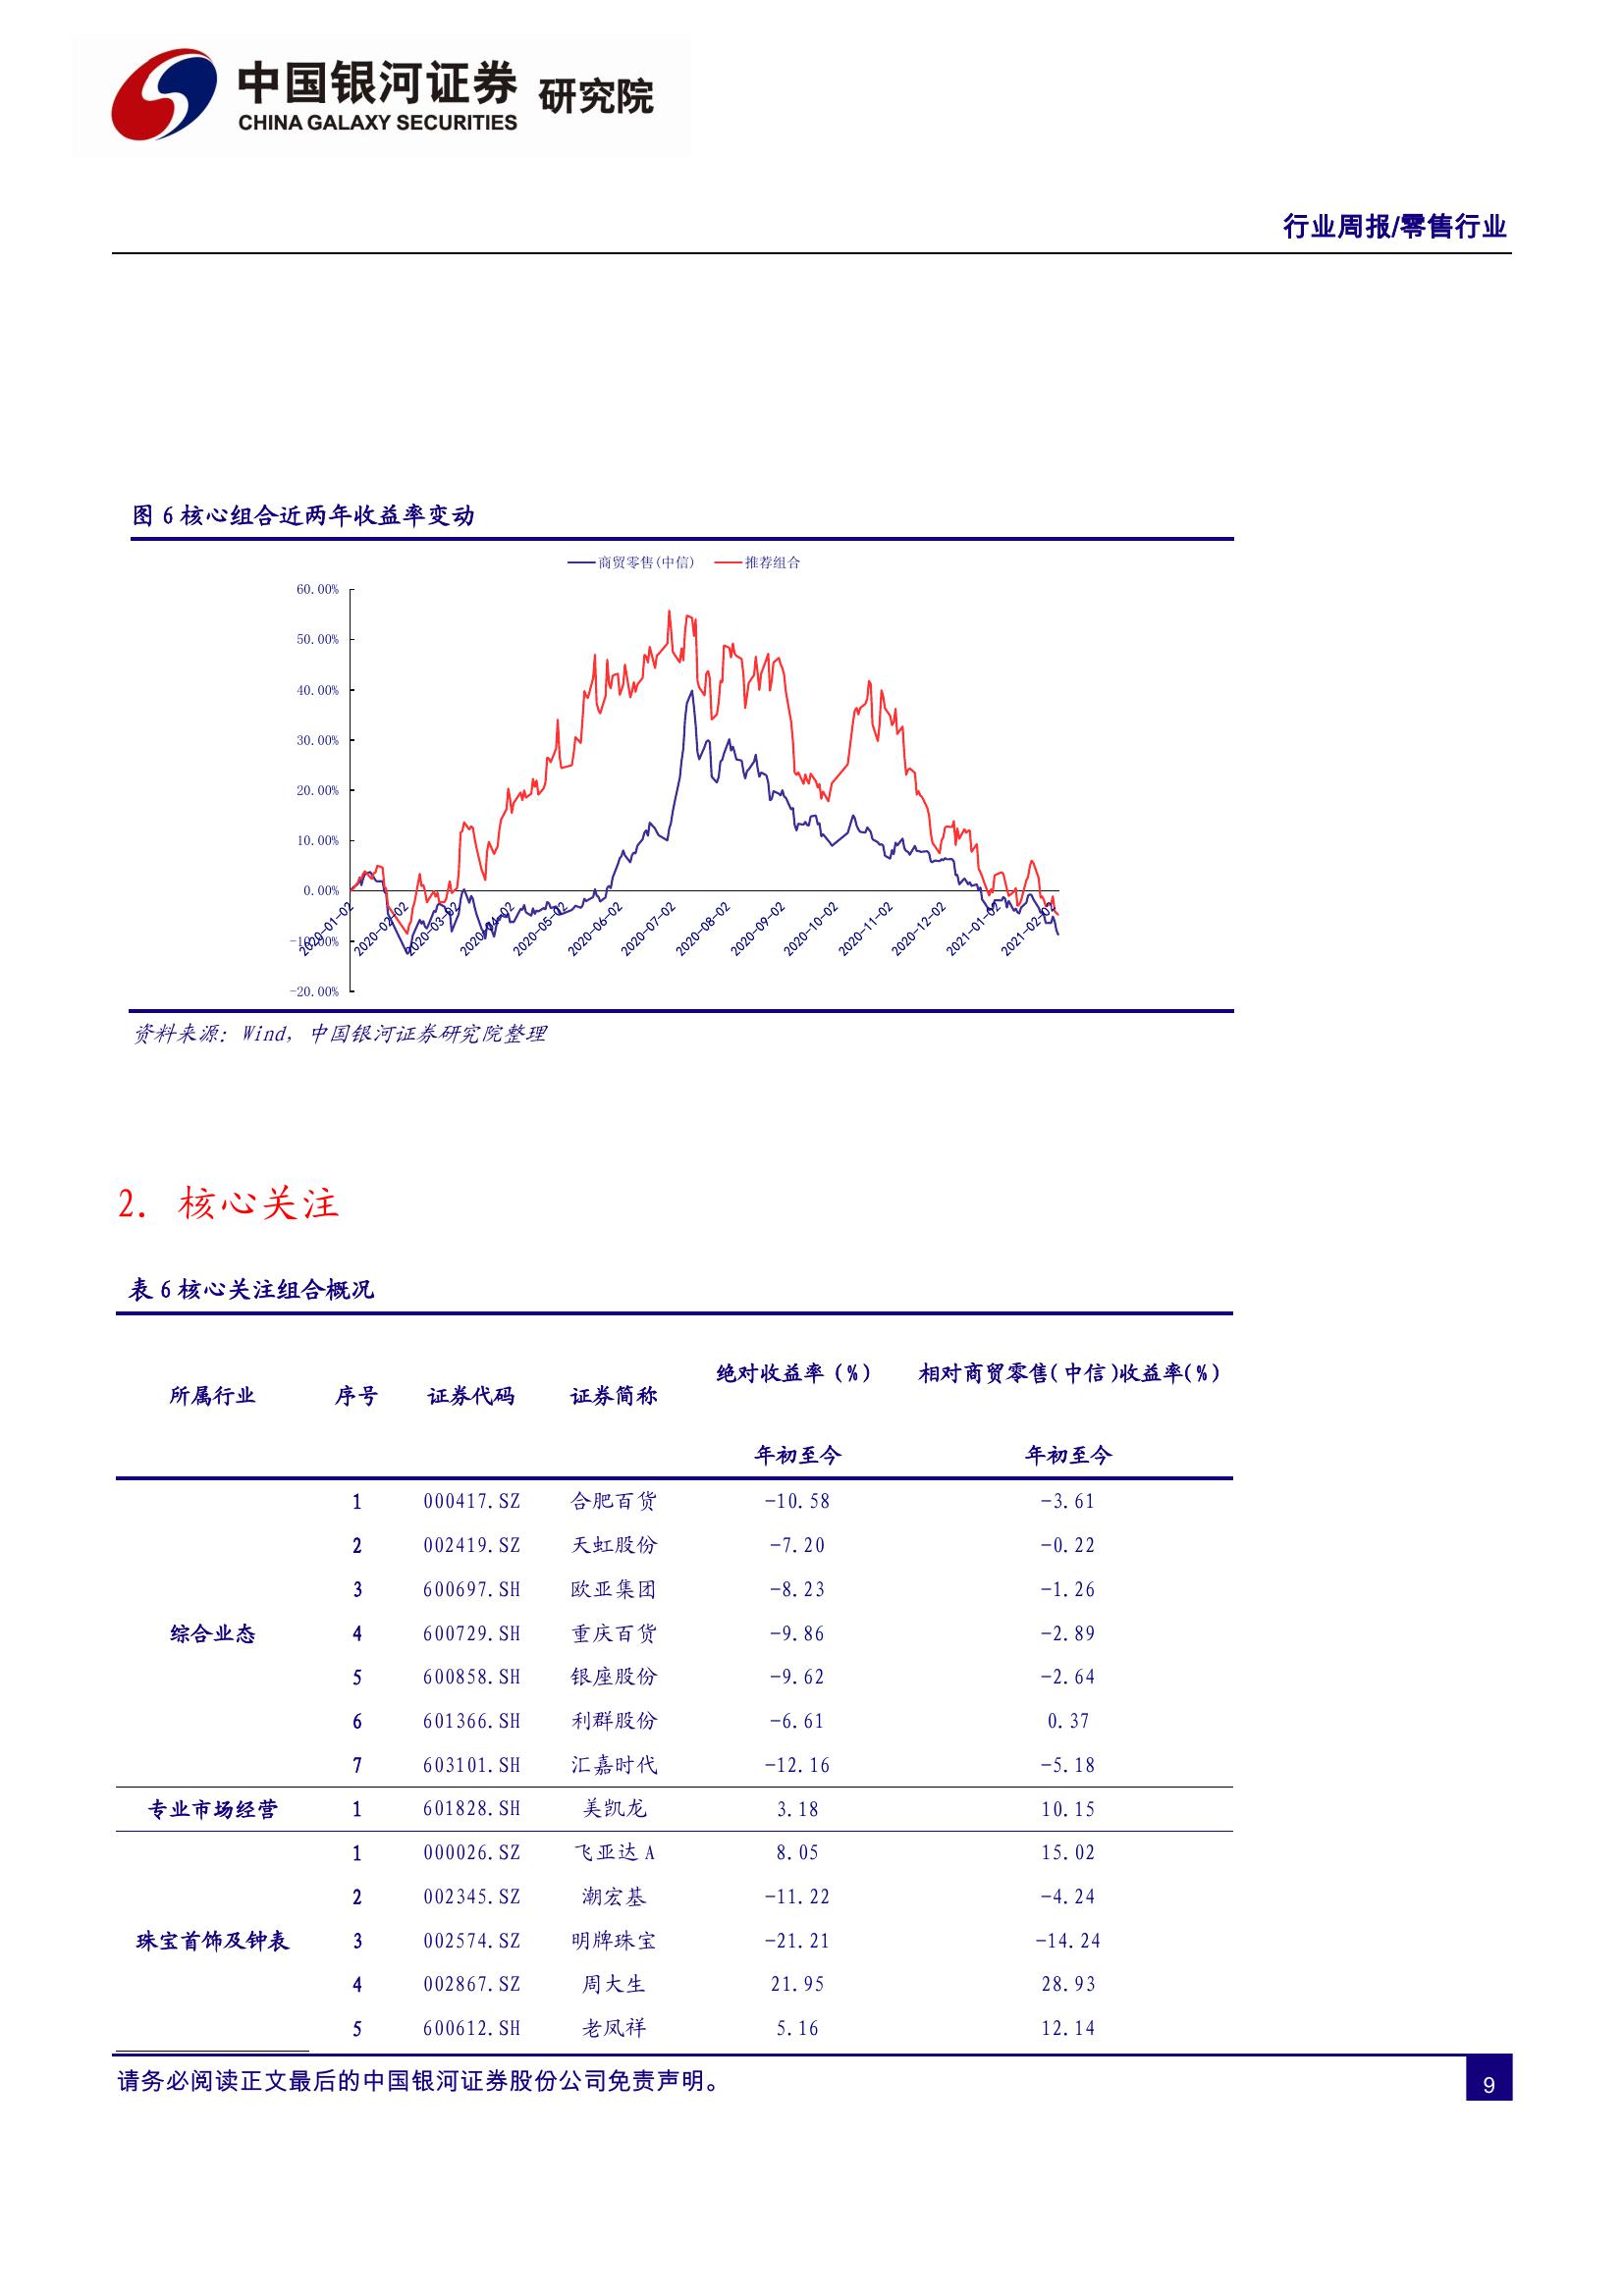 中国银河证券 研究院
CHINA GALAXY SECURITIES
行业周报/零售行业
图 6 核心组合近两年收益率变动
商贸零售(中信) 推荐组合
60.00%
50.00%
40.00%
30.00%
20.00%
10.00%
0.00%
-10.00%
-20.00%
2020-01-02 2020-02-02 2020-03-02 2020-04-02 2020-05-02 2020-06-02 2020-07-02 2020-08-02 2020-09-02 2020-10-02 2020-11-02 2020-12-02 2021-01-02 2021-02-02
资料来源：Wind，中国银河证券研究院整理
2. 核心关注
表 6 核心关注组合概况
所属行业 序号 证券代码 证券简称 绝对收益率 (%) 相对商贸零售(中信)收益率(%)
年初至今 年初至今
1 000417.SZ 合肥百货 -10.58 -3.61
2 002419.SZ 天虹股份 -7.20 -0.22
3 600697.SH 欧亚集团 -8.23 -1.26
综合业态 4 600729.SH 重庆百货 -9.86 -2.89
5 600858.SH 银座股份 -9.62 -2.64
6 601366.SH 利群股份 -6.61 0.37
7 603101.SH 汇嘉时代 -12.16 -5.18
专业市场经营 1 601828.SH 美凯龙 3.18 10.15
1 000026.SZ 飞亚达 A 8.05 15.02
2 002345.SZ 潮宏基 -11.22 -4.24
珠宝首饰及钟表 3 002574.SZ 明牌珠宝 -21.21 -14.24
4 002867.SZ 周大生 21.95 28.93
5 600612.SH 老凤祥 5.16 12.14
请务必阅读正文最后的中国银河证券股份公司免责声明。
9